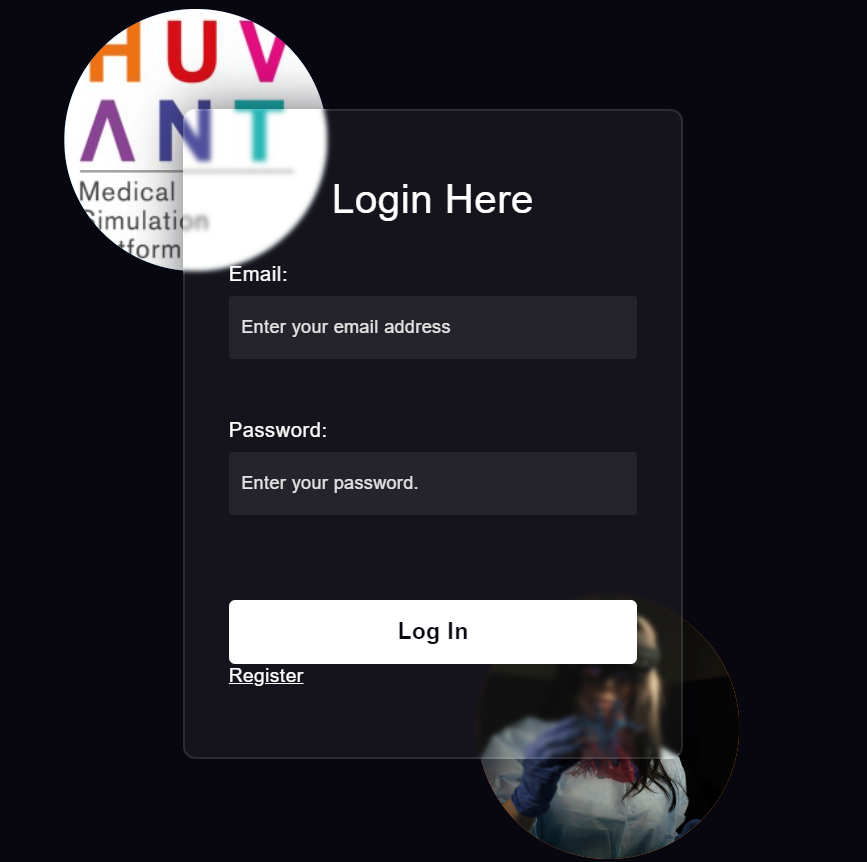 HUV
ANT
Medical
Simulation
tform
Login Here
Email:
Enter your email address
Password:
Enter your password.
Log In
Register